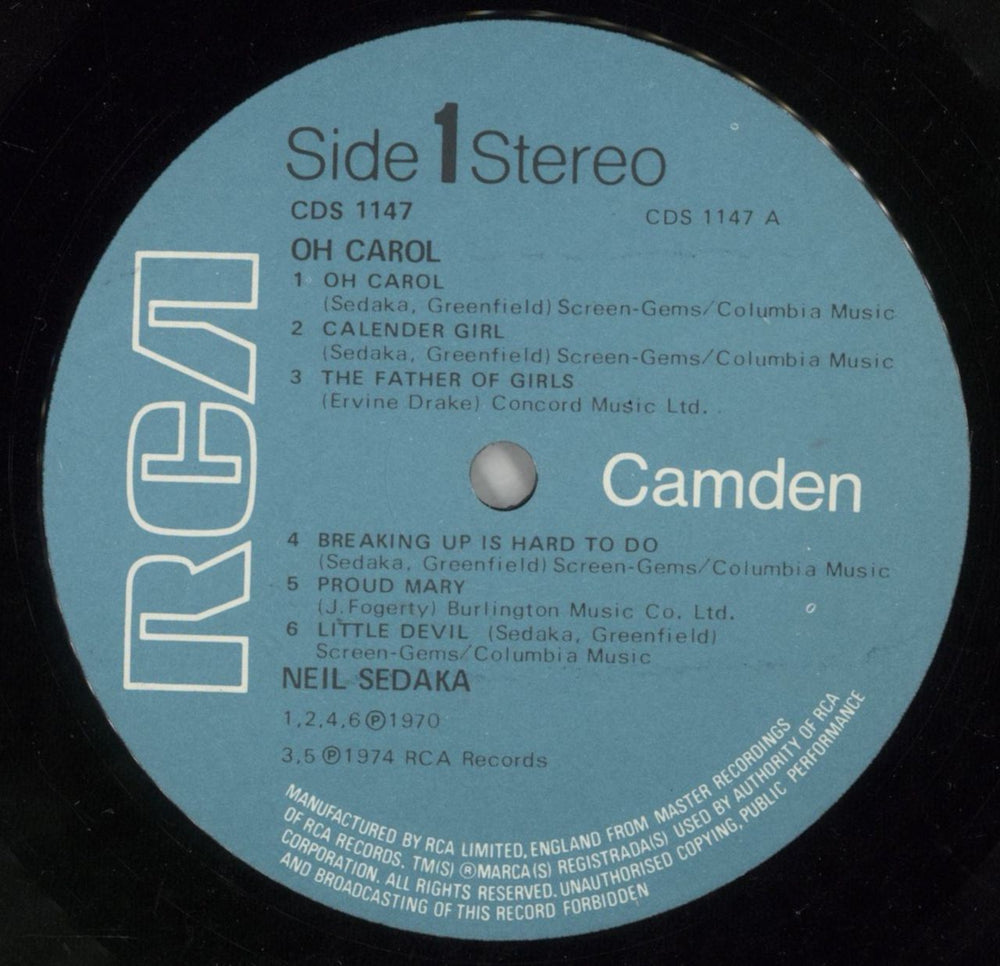 Side 1 Stereo
CDS 1147
CDS 1147 A
OH CAROL
1 OH CAROL
(Sedaka, Greenfield) Screen-Gems/Columbia Music
2 CALENDER GIRL
(Sedaka, Greenfield) Screen-Gems/Columbia Music
3 THE FATHER OF GIRLS
(Ervine Drake) Concord Music Ltd.
RCA
Camden
4 BREAKING UP IS HARD TO DO
(Sedaka, Greenfield) Screen-Gems/Columbia Music
5 PROUD MARY
(J.Fogerty) Burlington Music Co. Ltd.
6 LITTLE DEVIL (Sedaka, Greenfield)
Screen-Gems/Columbia Music
NEIL SEDAKA
1,2,4,6 ℗ 1970
3,5 ℗ 1974 RCA Records
MANUFACTURED BY RCA LIMITED, ENGLAND FROM MASTER RECORDINGS
OF RCA RECORDS. TM(S) ® MARCA(S) REGISTRADA(S) USED BY AUTHORITY OF RCA
CORPORATION. ALL RIGHTS RESERVED. UNAUTHORISED COPYING, PUBLIC PERFORMANCE
AND BROADCASTING OF THIS RECORD FORBIDDEN